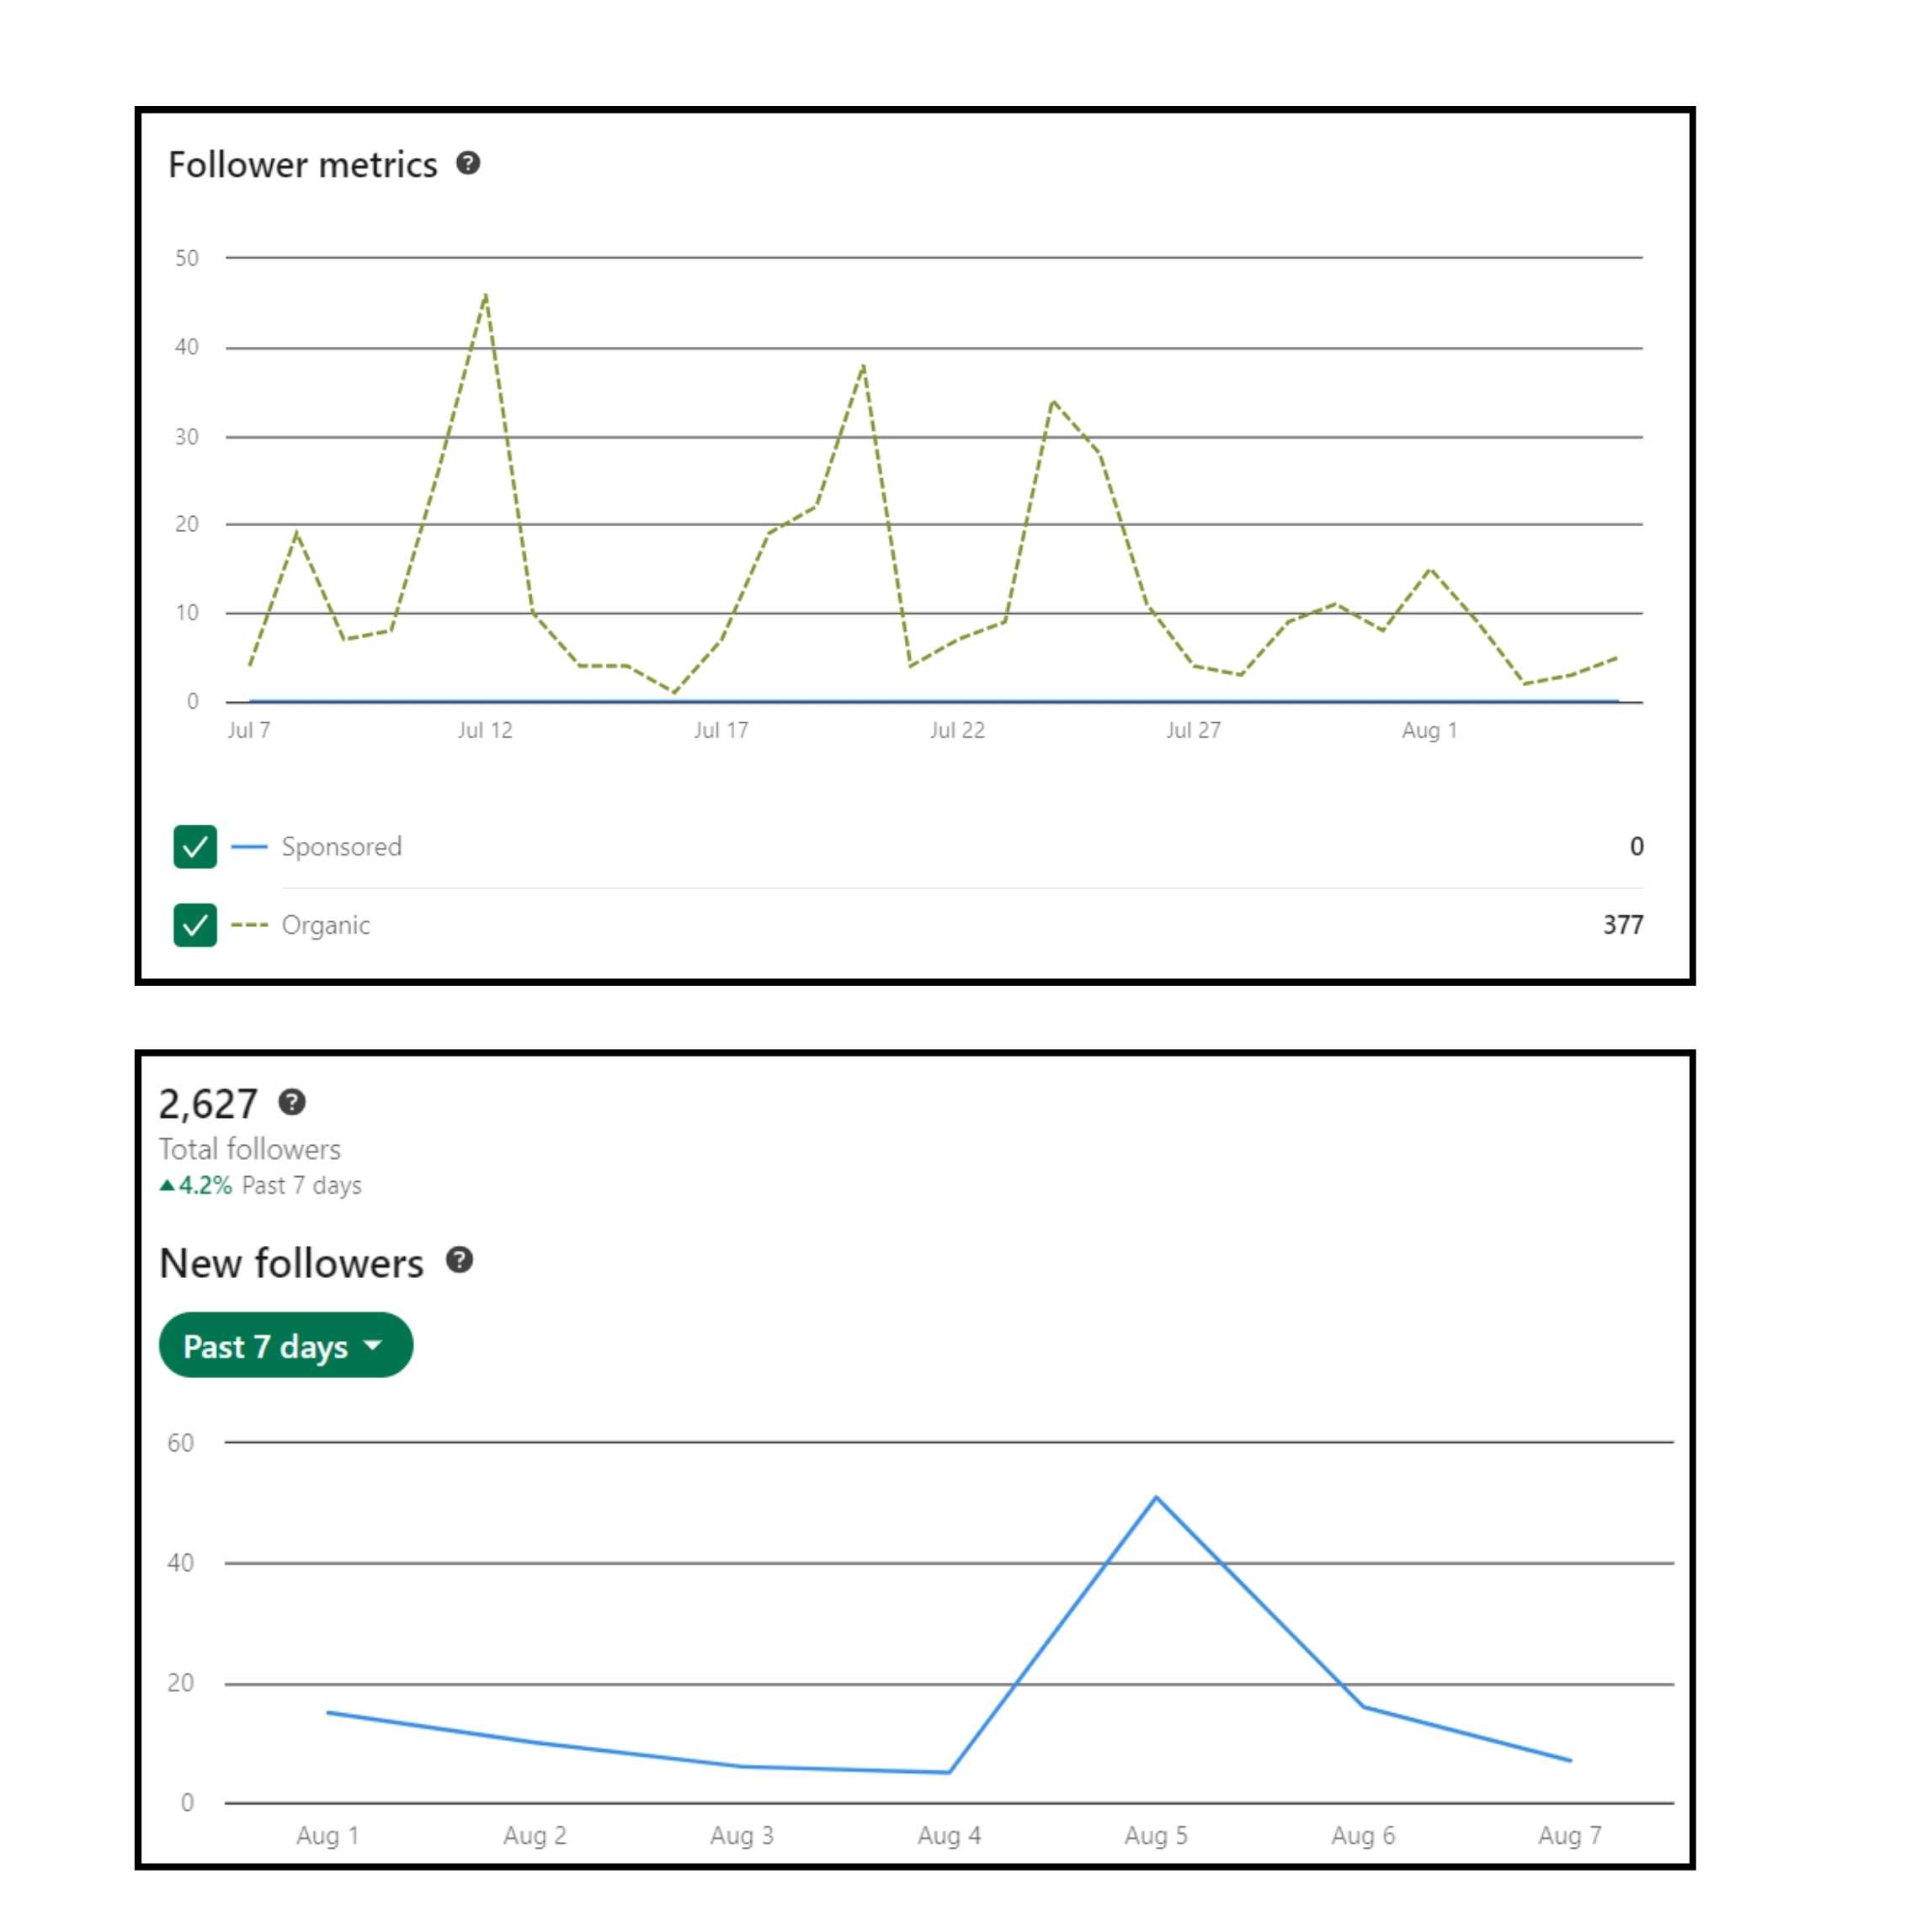 Follower metrics ?
50
40
30
20
10
0
Jul 7 Jul 12 Jul 17 Jul 22 Jul 27 Aug 1
Sponsored 0
Organic 377
2,627 ?
Total followers
▲4.2% Past 7 days
New followers ?
Past 7 days
60
40
20
0
Aug 1 Aug 2 Aug 3 Aug 4 Aug 5 Aug 6 Aug 7